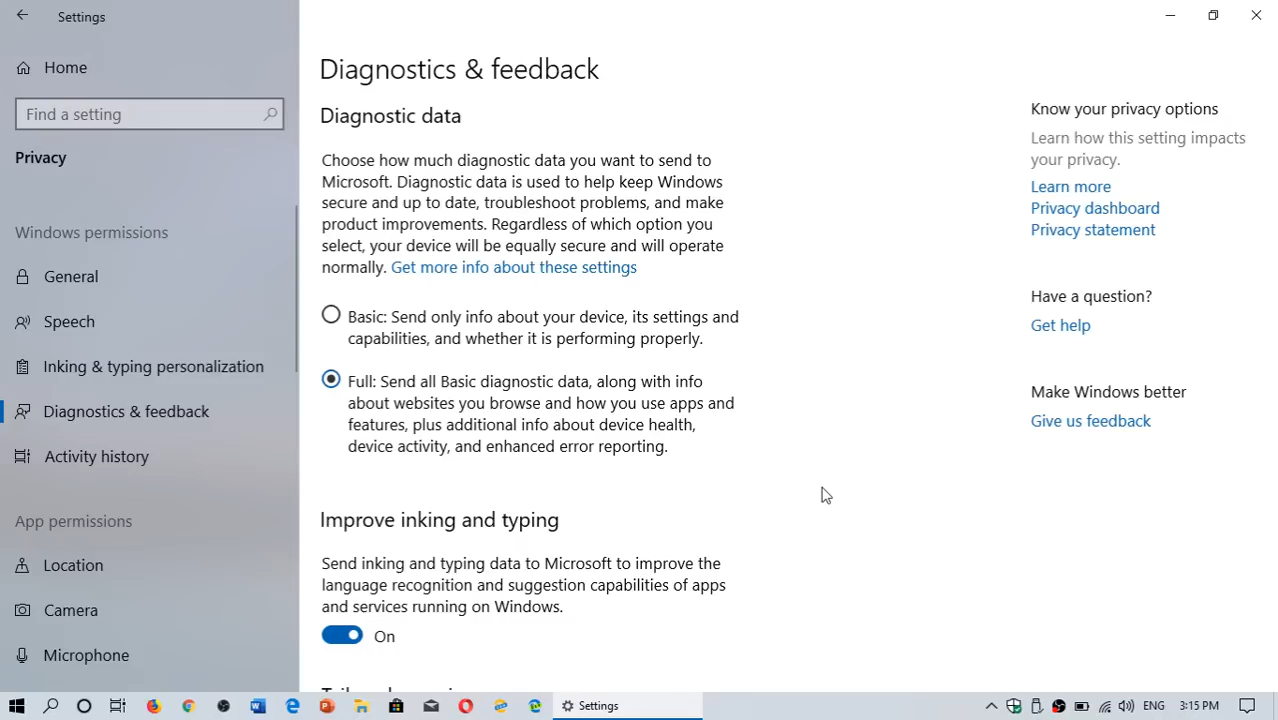 Settings
Home
Find a setting
Privacy
Windows permissions
General
Speech
Inking & typing personalization
Diagnostics & feedback
Activity history
App permissions
Location
Camera
Microphone
Diagnostics & feedback
Diagnostic data
Choose how much diagnostic data you want to send to
Microsoft. Diagnostic data is used to help keep Windows
secure and up to date, troubleshoot problems, and make
product improvements. Regardless of which option you
select, your device will be equally secure and will operate
normally. Get more info about these settings
Basic: Send only info about your device, its settings and
capabilities, and whether it is performing properly.
Full: Send all Basic diagnostic data, along with info
about websites you browse and how you use apps and
features, plus additional info about device health,
device activity, and enhanced error reporting.
Improve inking and typing
Send inking and typing data to Microsoft to improve the
language recognition and suggestion capabilities of apps
and services running on Windows.
On
Know your privacy options
Learn how this setting impacts
your privacy.
Learn more
Privacy dashboard
Privacy statement
Have a question?
Get help
Make Windows better
Give us feedback
Settings
ENG
3:15 PM